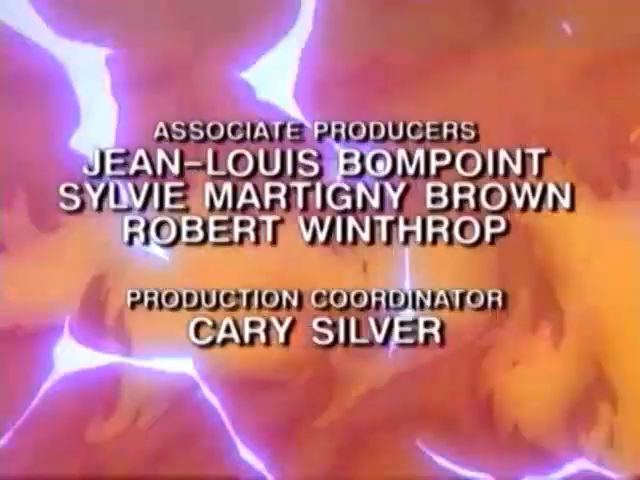 ASSOCIATE PRODUCERS
JEAN-LOUIS BOMPOINT
SYLVIE MARTIGNY BROWN
ROBERT WINTHROP
PRODUCTION COORDINATOR
CARY SILVER